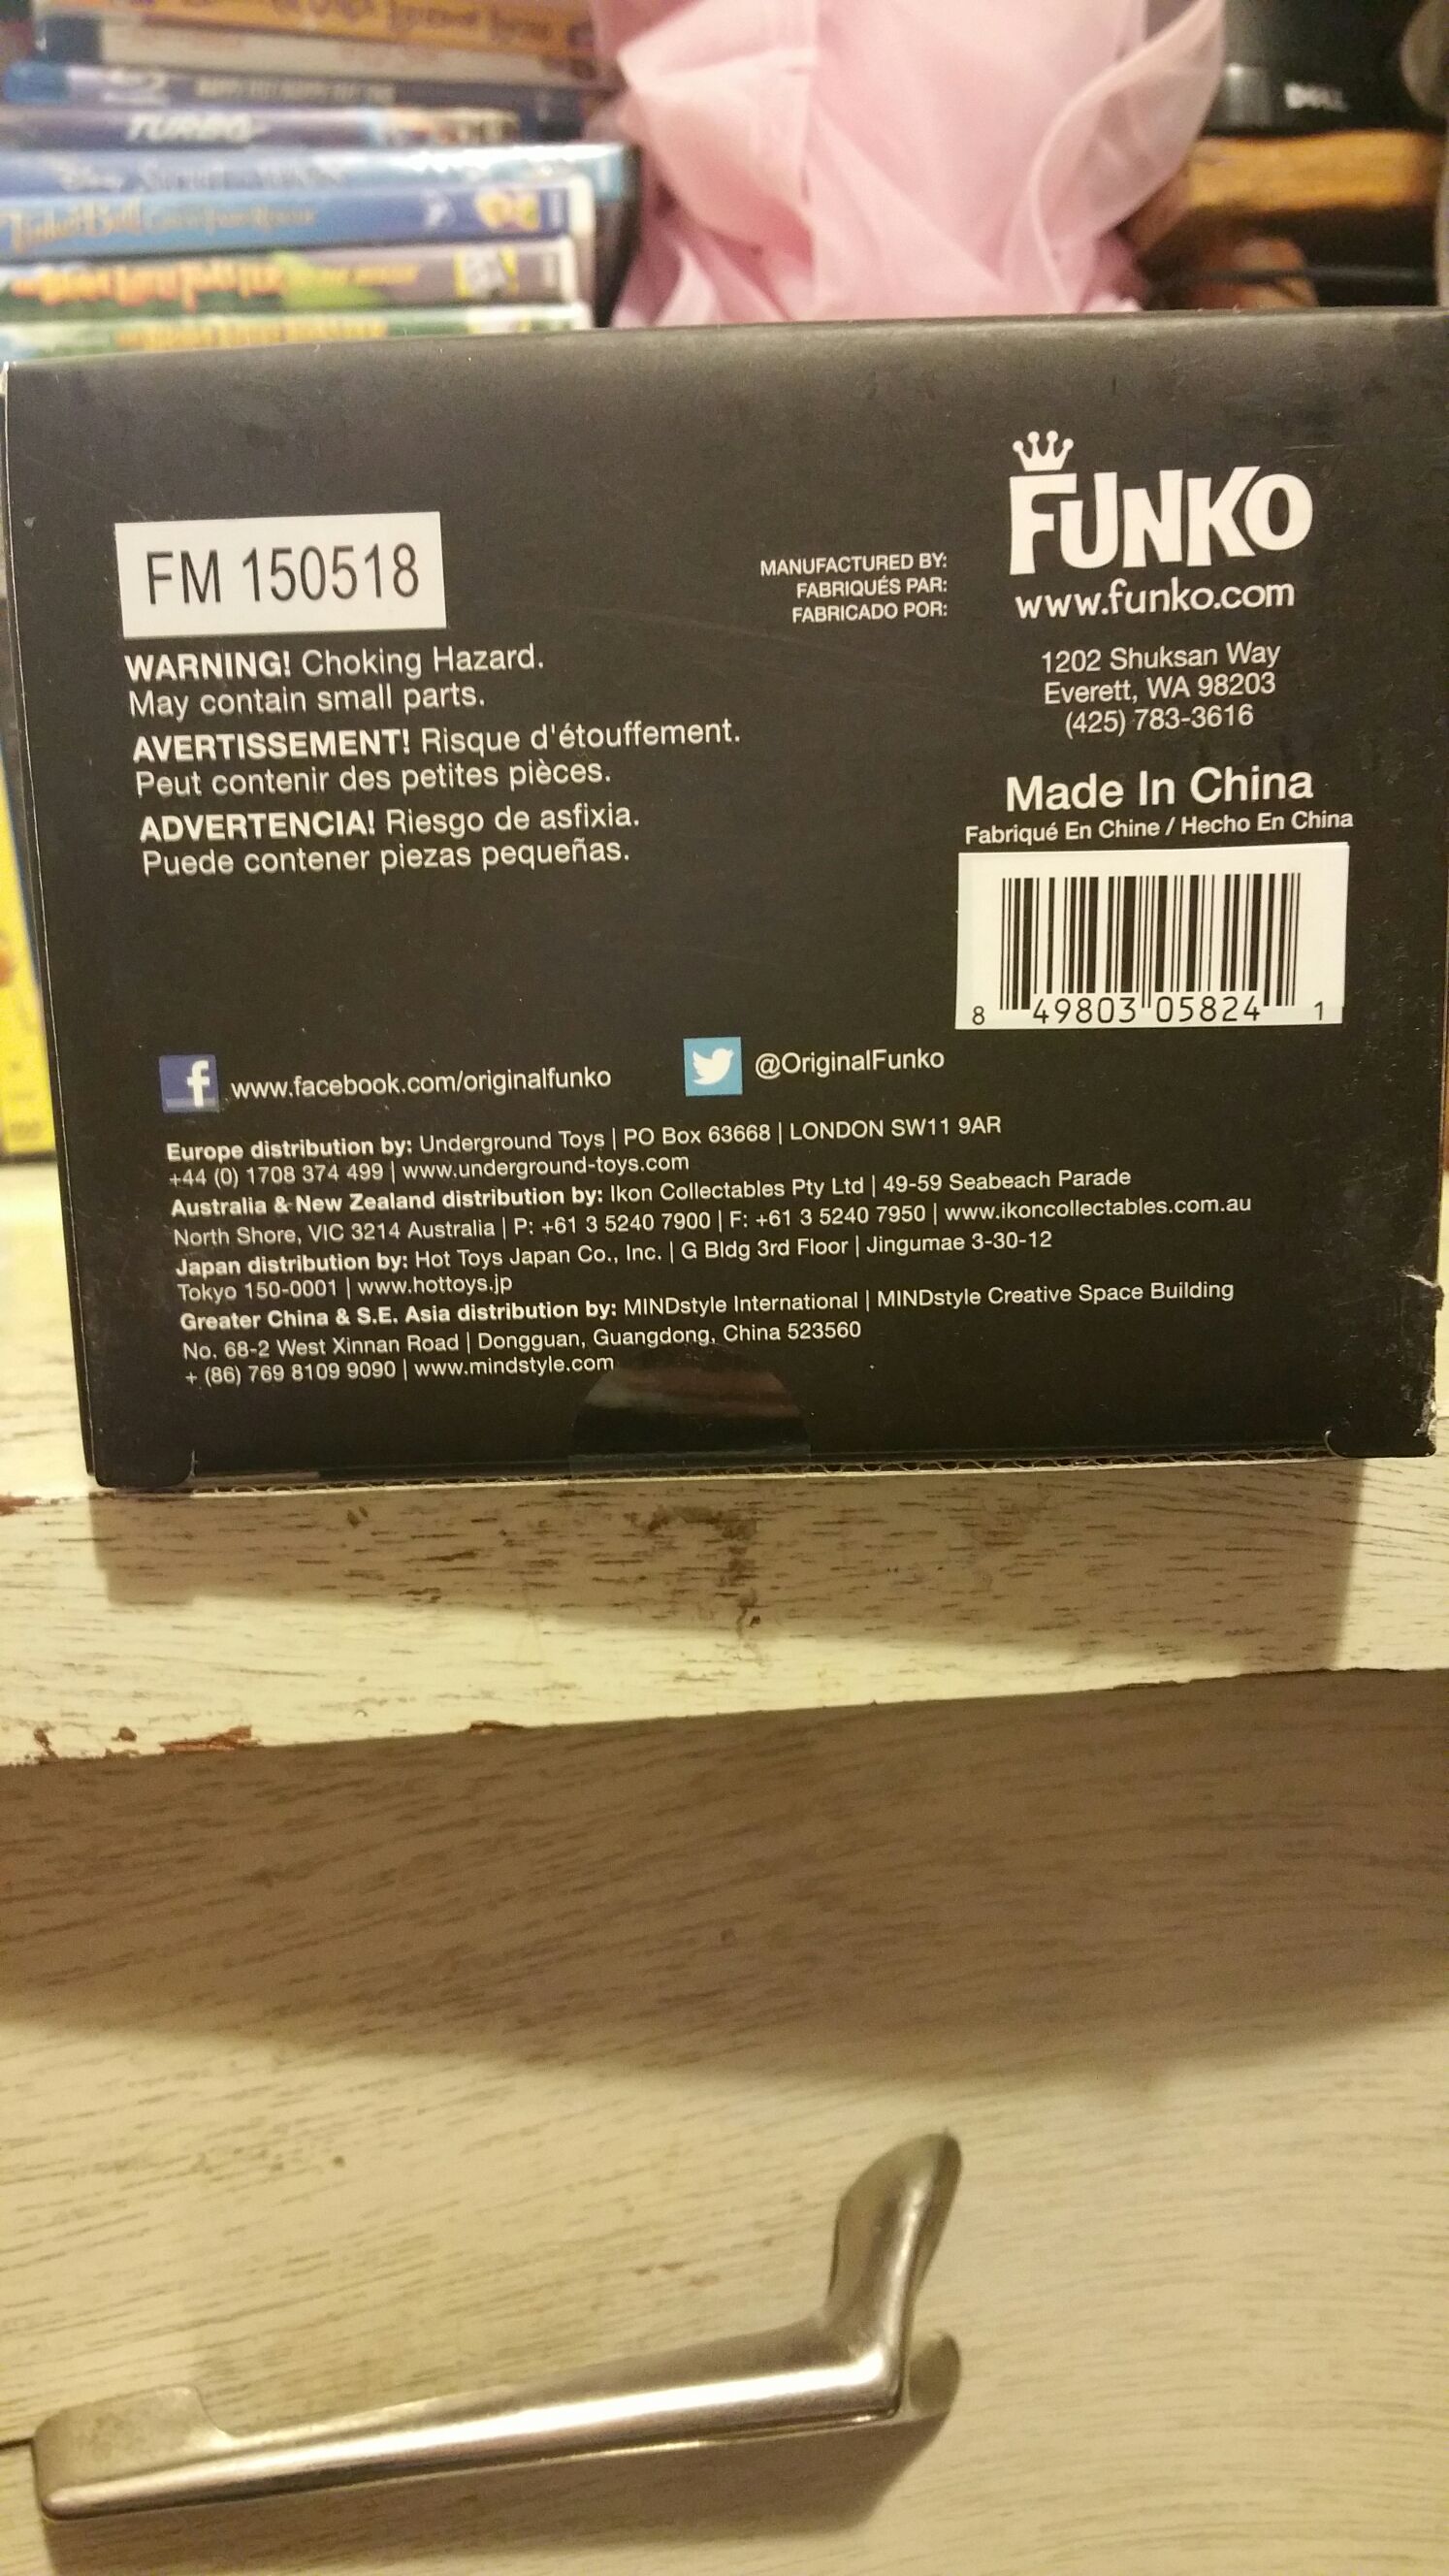 TURBO
Disney
TinkerBell
DELL
FUNKO
www.funko.com
FM 150518
MANUFACTURED BY:
FABRIQUÉS PAR:
FABRICADO POR:
1202 Shuksan Way
Everett, WA 98203
(425) 783-3616
WARNING! Choking Hazard.
May contain small parts.
AVERTISSEMENT! Risque d'étouffement.
Peut contenir des petites pièces.
ADVERTENCIA! Riesgo de asfixia.
Puede contener piezas pequeñas.
Made In China
Fabriqué En Chine / Hecho En China
8 49803 05824 1
f www.facebook.com/originalfunko
@OriginalFunko
Europe distribution by: Underground Toys | PO Box 63668 | LONDON SW11 9AR
+44 (0) 1708 374 499 | www.underground-toys.com
Australia & New Zealand distribution by: Ikon Collectables Pty Ltd | 49-59 Seabeach Parade
North Shore, VIC 3214 Australia | P: +61 3 5240 7900 | F: +61 3 5240 7950 | www.ikoncollectables.com.au
Japan distribution by: Hot Toys Japan Co., Inc. | G Bldg 3rd Floor | Jingumae 3-30-12
Tokyo 150-0001 | www.hottoys.jp
Greater China & S.E. Asia distribution by: MINDstyle International | MINDstyle Creative Space Building
No. 68-2 West Xinnan Road | Dongguan, Guangdong, China 523560
+ (86) 769 8109 9090 | www.mindstyle.com